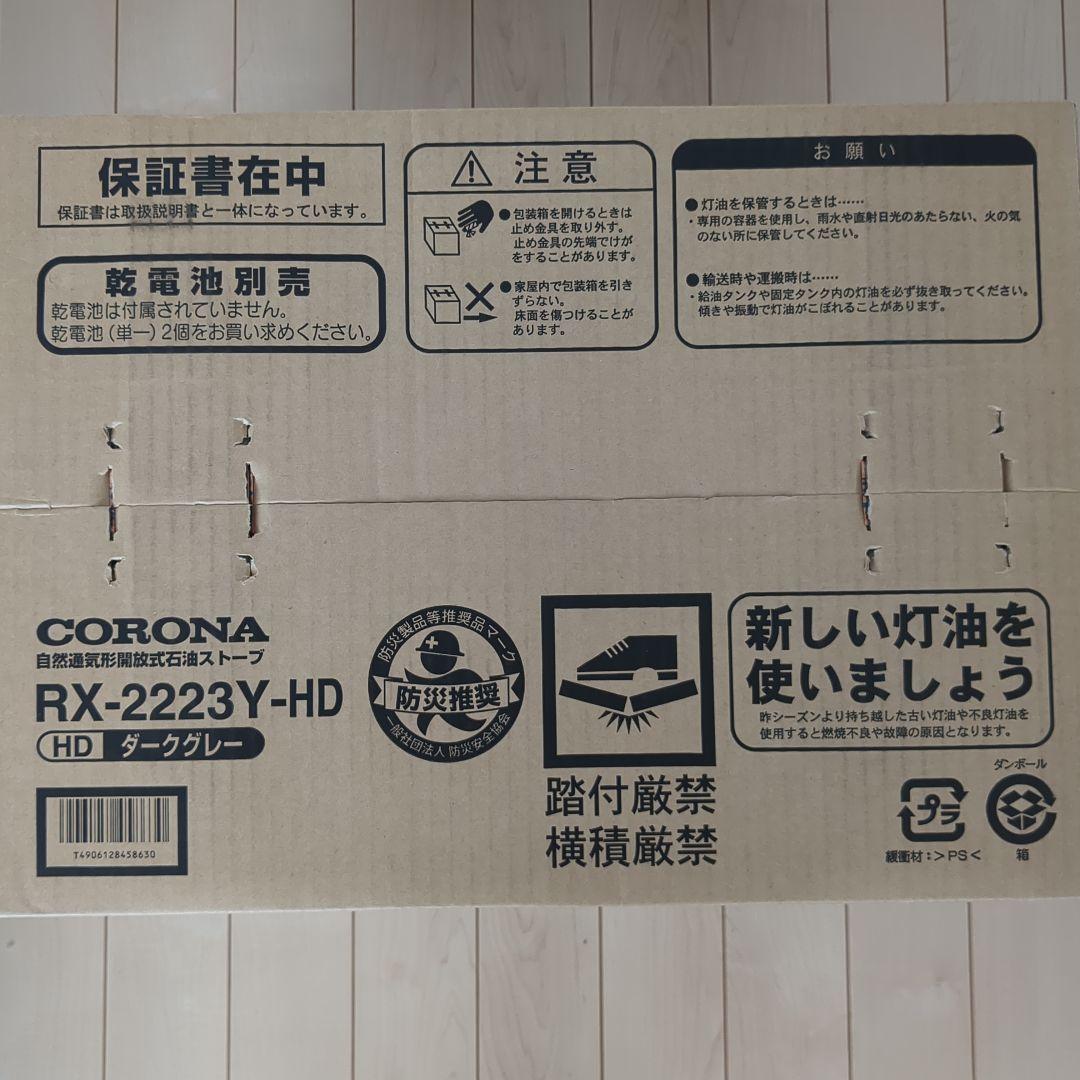 保証書在中
保証書は取扱説明書と一体になっています。
乾電池別売
乾電池は付属されていません。
乾電池(単一)2個をお買い求めください。
注意
●包装箱を開けるときは
止め金具を取り外す。
止め金具の先端でけが
をすることがあります。
●家屋内で包装箱を引き
ずらない。
床面を傷つけることが
あります。
お願い
●灯油を保管するときは……
・専用の容器を使用し、雨水や直射日光のあたらない、火の気
のない所に保管してください。
●輸送時や運搬時は……
・給油タンクや固定タンク内の灯油を必ず抜き取ってください。
傾きや振動で灯油がこぼれることがあります。
CORONA
自然通気形開放式石油ストーブ
RX-2223Y-HD
HD ダークグレー
T4906128458630
防災製品等推奨品マーク
防災推奨
一般社団法人 防災安全協会
踏付厳禁
横積厳禁
新しい灯油を
使いましょう
昨シーズンより持ち越した古い灯油や不良灯油を
使用すると燃焼不良や故障の原因となります。
プラ
緩衝材:>PS<
ダンボール
箱